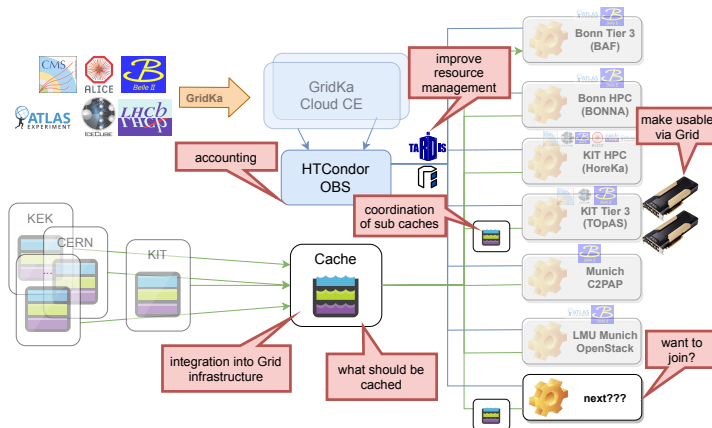 CMS
ALICE
Belle II
ATLAS
EXPERIMENT
ICECUBE
LHCb
GridKa
GridKa
Cloud CE
HTCondor
OBS
accounting
improve
resource
management
TARDIS
coordination
of sub caches
KEK
CERN
...
KIT
Cache
integration into Grid
infrastructure
what should be
cached
Bonn Tier 3
(BAF)
Bonn HPC
(BONNA)
make usable
via Grid
KIT HPC
(HoreKa)
KIT Tier 3
(TOpAS)
Munich
C2PAP
LMU Munich
OpenStack
want to
join?
next???